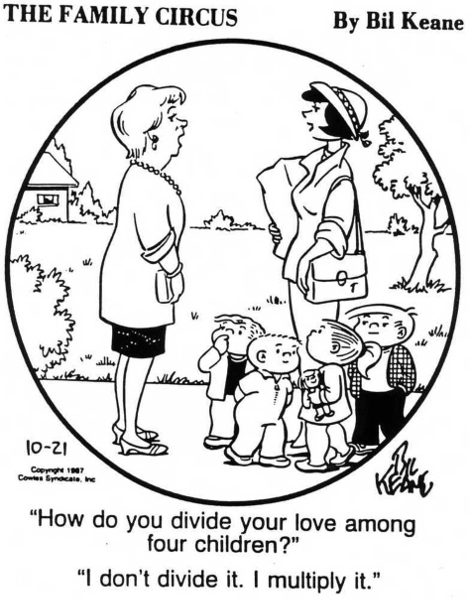 THE FAMILY CIRCUS By Bil Keane
T
10-21
Copyright 1987
Cowles Syndicate, Inc
BIL
KEANE
“How do you divide your love among
four children?”
“I don't divide it. I multiply it.”